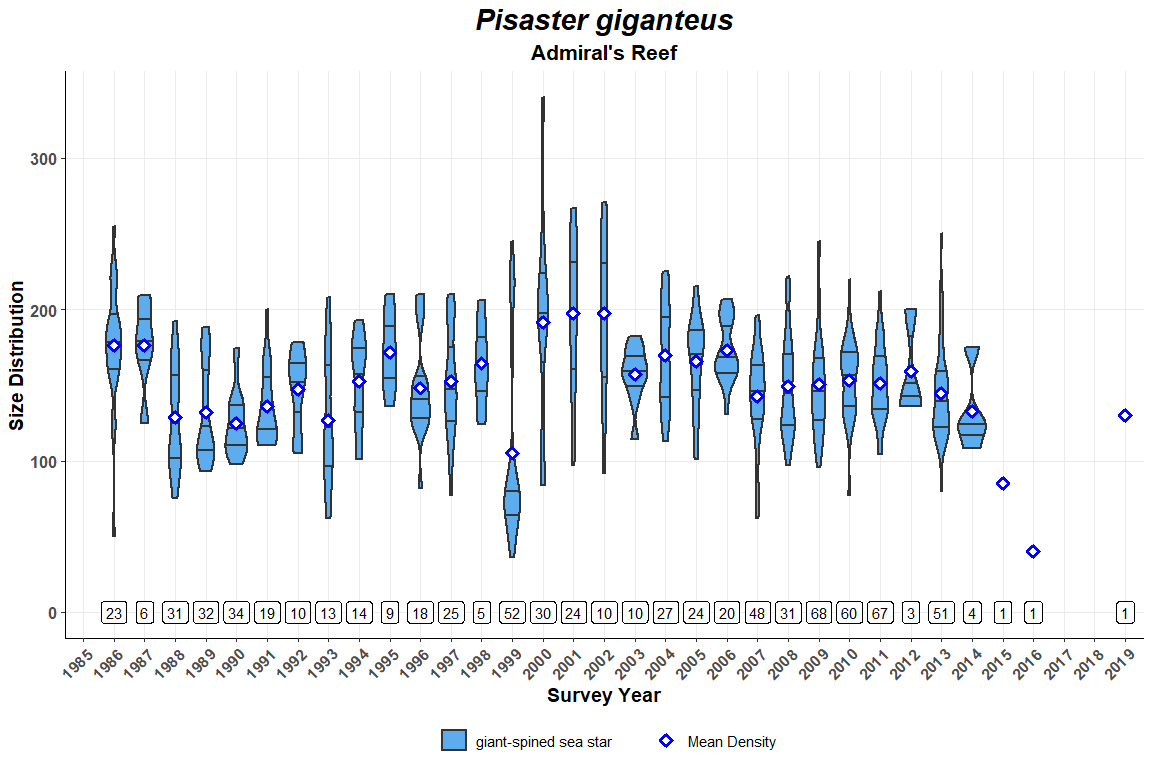 Pisaster giganteus
Admiral's Reef
Size Distribution
300
200
100
0
23 6 31 32 34 19 10 13 14 9 18 25 5 52 30 24 10 10 27 24 20 48 31 68 60 67 3 51 4 1 1 1
1985 1986 1987 1988 1989 1990 1991 1992 1993 1994 1995 1996 1997 1998 1999 2000 2001 2002 2003 2004 2005 2006 2007 2008 2009 2010 2011 2012 2013 2014 2015 2016 2017 2018 2019
Survey Year
giant-spined sea star Mean Density